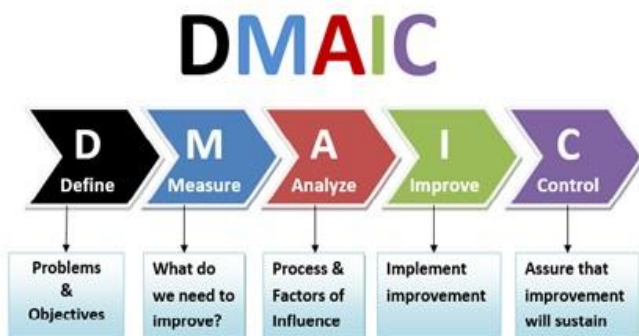 DMAIC
D
Define
M
Measure
A
Analyze
I
Improve
C
Control
Problems
&
Objectives
What do
we need to
improve?
Process &
Factors of
Influence
Implement
improvement
Assure that
improvement
will sustain